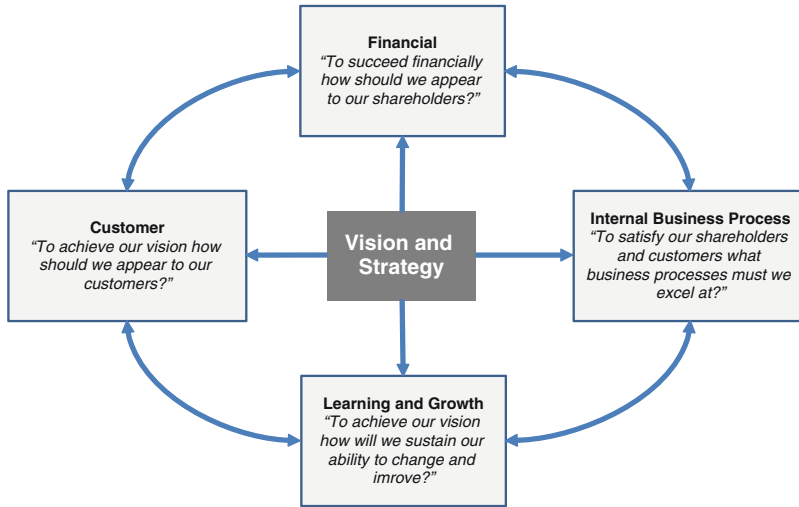 Financial
“To succeed financially
how should we appear
to our shareholders?”
Customer
“To achieve our vision how
should we appear to our
customers?”
Vision and
Strategy
Internal Business Process
“To satisfy our shareholders
and customers what
business processes must we
excel at?”
Learning and Growth
“To achieve our vision
how will we sustain our
ability to change and
imrove?”